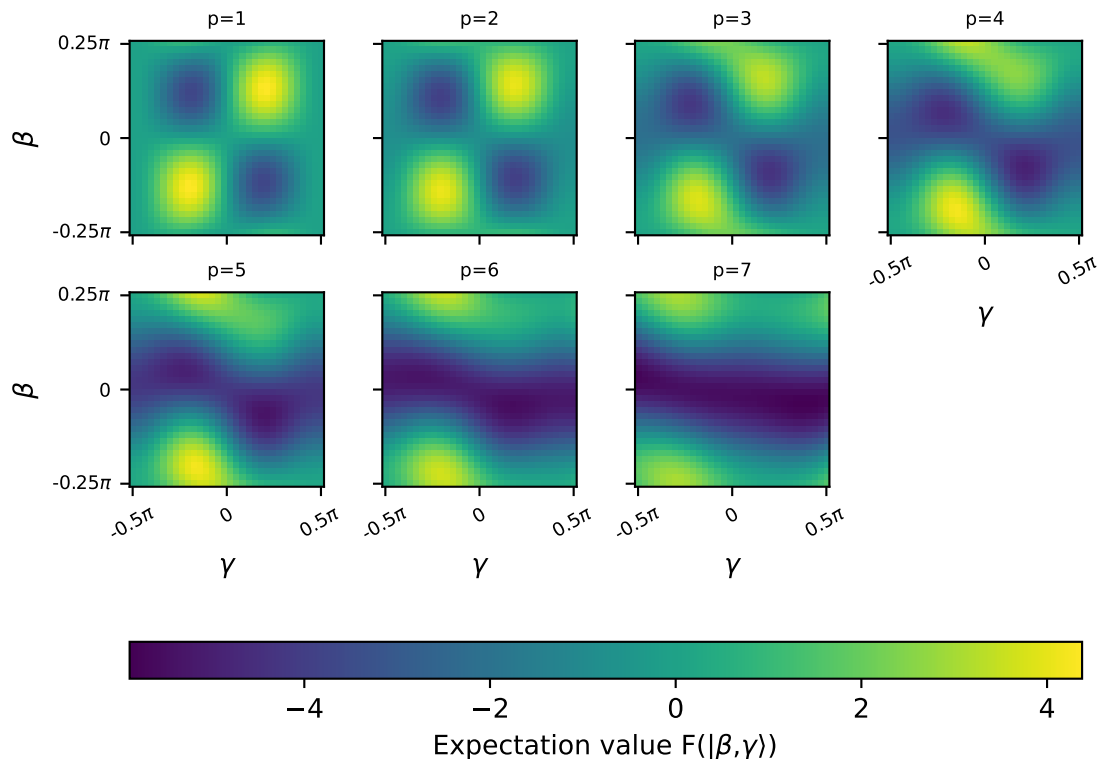 p=1
p=2
p=3
p=4
0.25π
0
-0.25π
β
-0.5π
0
0.5π
γ
p=5
p=6
p=7
0.25π
0
-0.25π
β
-0.5π
0
0.5π
γ
-0.5π
0
0.5π
γ
-0.5π
0
0.5π
γ
−4
−2
0
2
4
Expectation value F(|β,γ⟩)